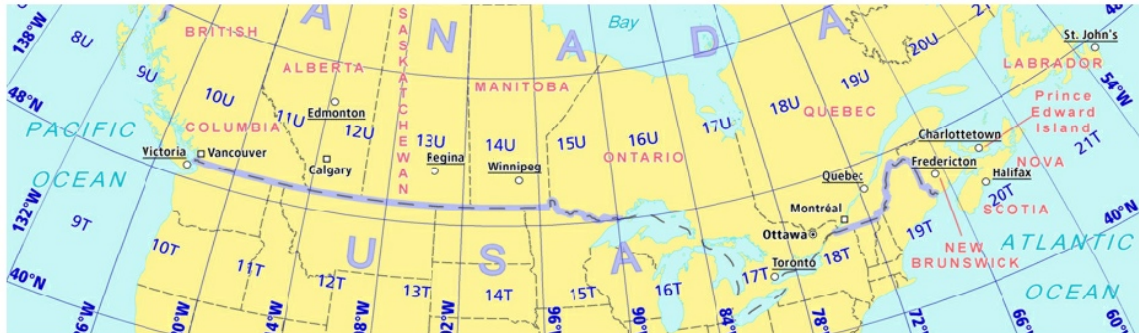 138°W
8U
9U
BRITISH
COLUMBIA
10U
48°N
PACIFIC
OCEAN
132°W
9T
40°N
Victoria
Vancouver
CANADA
ALBERTA
Edmonton
11U
12U
Calgary
SASKATCHEWAN
13U
Regina
MANITOBA
14U
Winnipeg
Bay
15U
16U
ONTARIO
17U
18U
QUEBEC
19U
20U
21
St. John's
LABRADOR
54°W
Prince
Edward
Island
21T
Charlottetown
Fredericton
NOVA
SCOTIA
Halifax
20T
Quebec
Montréal
Ottawa
Toronto
17T
18T
19T
NEW
BRUNSWICK
40°N
ATLANTIC
OCEAN
USA
10T
11T
12T
13T
14T
15T
16T
96°W
90°W
84°W
78°W
72°W
66°W